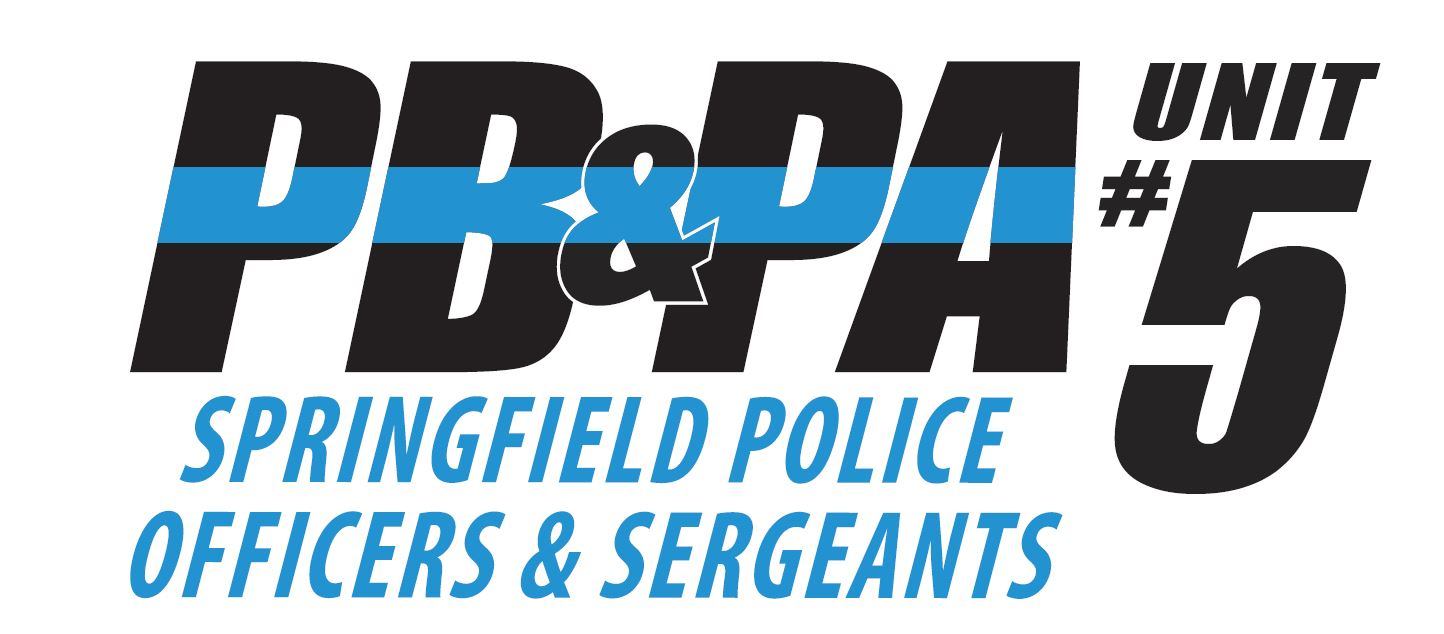 PB&PA
UNIT
#5
SPRINGFIELD POLICE
OFFICERS & SERGEANTS